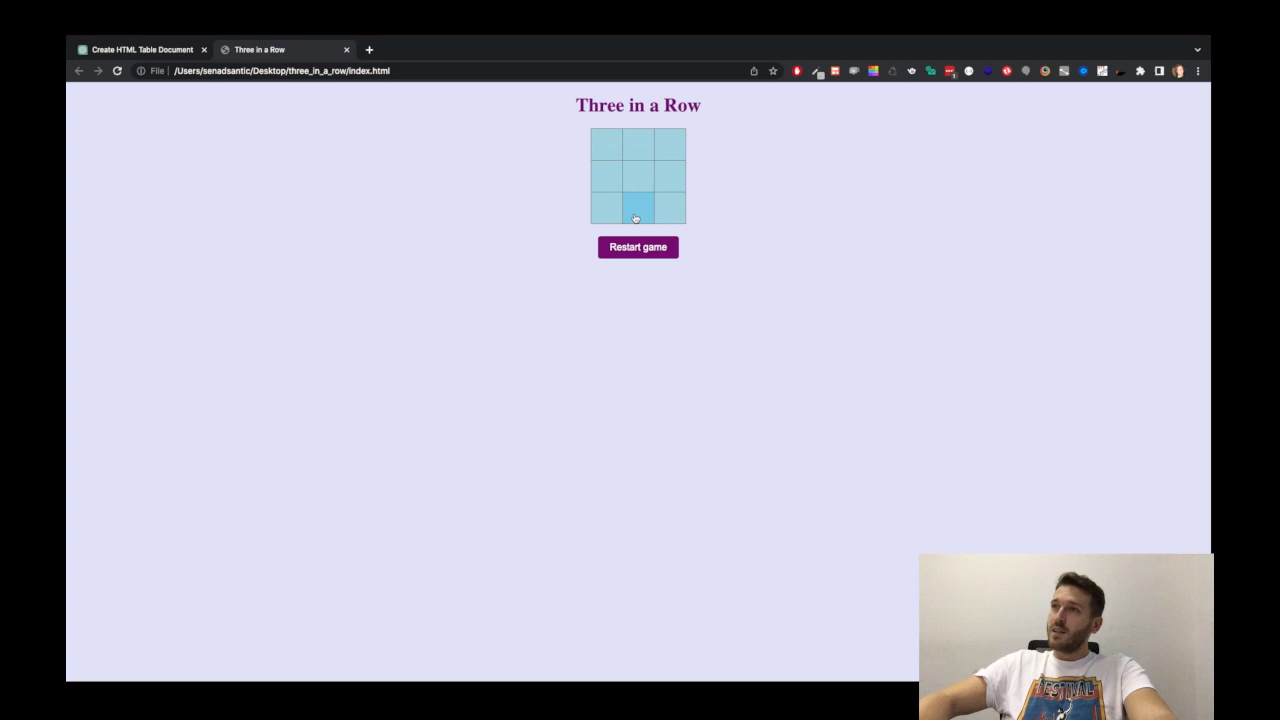 Create HTML Table Document
Three in a Row
File
/Users/senadsantic/Desktop/three_in_a_row/index.html
Three in a Row
Restart game
FESTIVAL